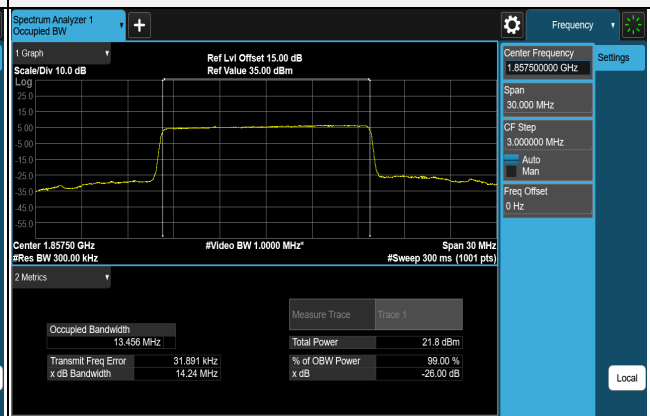 Spectrum Analyzer 1
Occupied BW
+
Frequency
1 Graph
Ref Lvl Offset 15.00 dB
Scale/Div 10.0 dB
Ref Value 35.00 dBm
Log
25.0
15.0
5.00
-5.00
-15.0
-25.0
-35.0
-45.0
-55.0
Center 1.85750 GHz
#Video BW 1.0000 MHz*
Span 30 MHz
#Res BW 300.00 kHz
#Sweep 300 ms (1001 pts)
2 Metrics
Measure Trace
Trace 1
Occupied Bandwidth
13.456 MHz
Total Power
21.8 dBm
Transmit Freq Error
31.891 kHz
% of OBW Power
99.00 %
x dB Bandwidth
14.24 MHz
x dB
-26.00 dB
Center Frequency
1.857500000 GHz
Settings
Span
30.000 MHz
CF Step
3.000000 MHz
Auto
Man
Freq Offset
0 Hz
Local